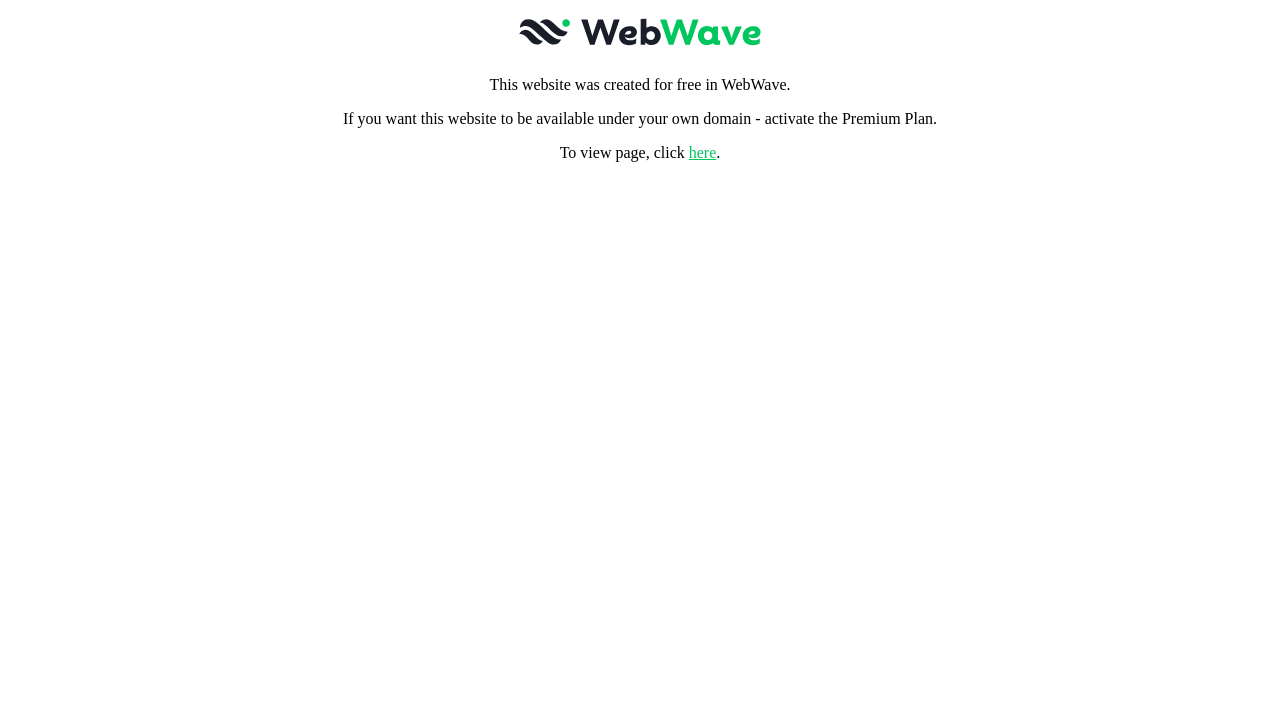 WebWave
This website was created for free in WebWave.
If you want this website to be available under your own domain - activate the Premium Plan.
To view page, click here.